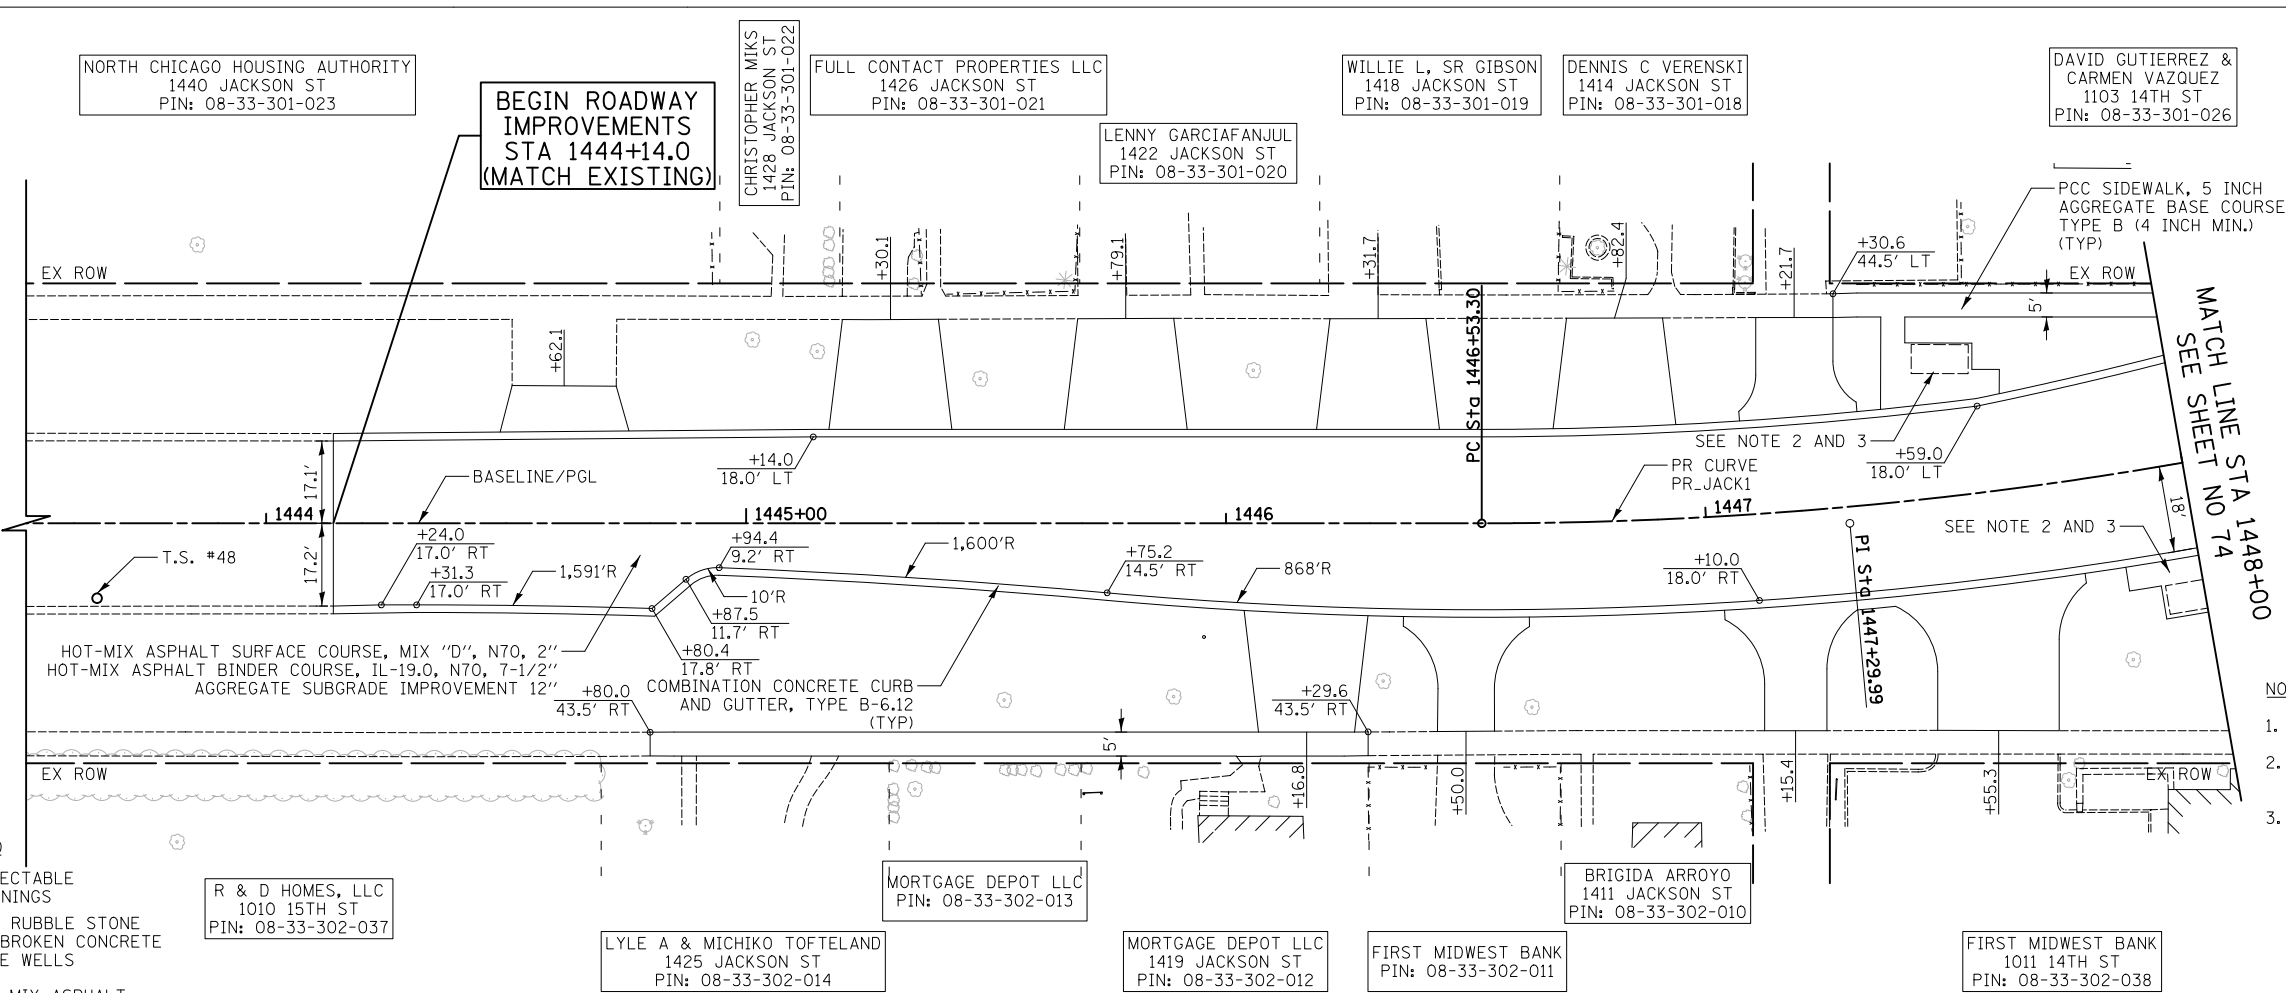 NORTH CHICAGO HOUSING AUTHORITY
1440 JACKSON ST
PIN: 08-33-301-023
BEGIN ROADWAY
IMPROVEMENTS
STA 1444+14.0
(MATCH EXISTING)
CHRISTOPHER MIKS
1428 JACKSON ST
PIN: 08-33-301-022
FULL CONTACT PROPERTIES LLC
1426 JACKSON ST
PIN: 08-33-301-021
LENNY GARCIAFANJUL
1422 JACKSON ST
PIN: 08-33-301-020
WILLIE L, SR GIBSON
1418 JACKSON ST
PIN: 08-33-301-019
DENNIS C VERENSKI
1414 JACKSON ST
PIN: 08-33-301-018
DAVID GUTIERREZ &
CARMEN VAZQUEZ
1103 14TH ST
PIN: 08-33-301-026
PCC SIDEWALK, 5 INCH
AGGREGATE BASE COURSE
TYPE B (4 INCH MIN.)
(TYP)
EX ROW
+30.1
+79.1
+31.7
+82.4
+21.7
+30.6
44.5' LT
EX ROW
5'
+62.1
PC Sta 1446+53.30
MATCH LINE STA 1448+00
SEE SHEET NO 74
17.1'
BASELINE/PGL
+14.0
18.0' LT
SEE NOTE 2 AND 3
+59.0
18.0' LT
PR CURVE
PR_JACK1
1444
1445+00
1446
1447
18'
SEE NOTE 2 AND 3
T.S. #48
17.2'
+24.0
17.0' RT
+31.3
17.0' RT
1,591'R
+94.4
9.2' RT
1,600'R
+75.2
14.5' RT
868'R
+10.0
18.0' RT
PI Sta 1447+29.99
10'R
+87.5
11.7' RT
+80.4
17.8' RT
HOT-MIX ASPHALT SURFACE COURSE, MIX "D", N70, 2"
HOT-MIX ASPHALT BINDER COURSE, IL-19.0, N70, 7-1/2"
AGGREGATE SUBGRADE IMPROVEMENT 12"
+80.0
43.5' RT
COMBINATION CONCRETE CURB
AND GUTTER, TYPE B-6.12
(TYP)
+29.6
43.5' RT
5'
NO
1.
2.
3.
EX ROW
+16.8
+50.0
+15.4
+55.3
EX ROW
ECTABLE
NINGS
RUBBLE STONE
BROKEN CONCRETE
E WELLS
MIX ASPHALT
R & D HOMES, LLC
1010 15TH ST
PIN: 08-33-302-037
LYLE A & MICHIKO TOFTELAND
1425 JACKSON ST
PIN: 08-33-302-014
MORTGAGE DEPOT LLC
PIN: 08-33-302-013
MORTGAGE DEPOT LLC
1419 JACKSON ST
PIN: 08-33-302-012
FIRST MIDWEST BANK
PIN: 08-33-302-011
BRIGIDA ARROYO
1411 JACKSON ST
PIN: 08-33-302-010
FIRST MIDWEST BANK
1011 14TH ST
PIN: 08-33-302-038